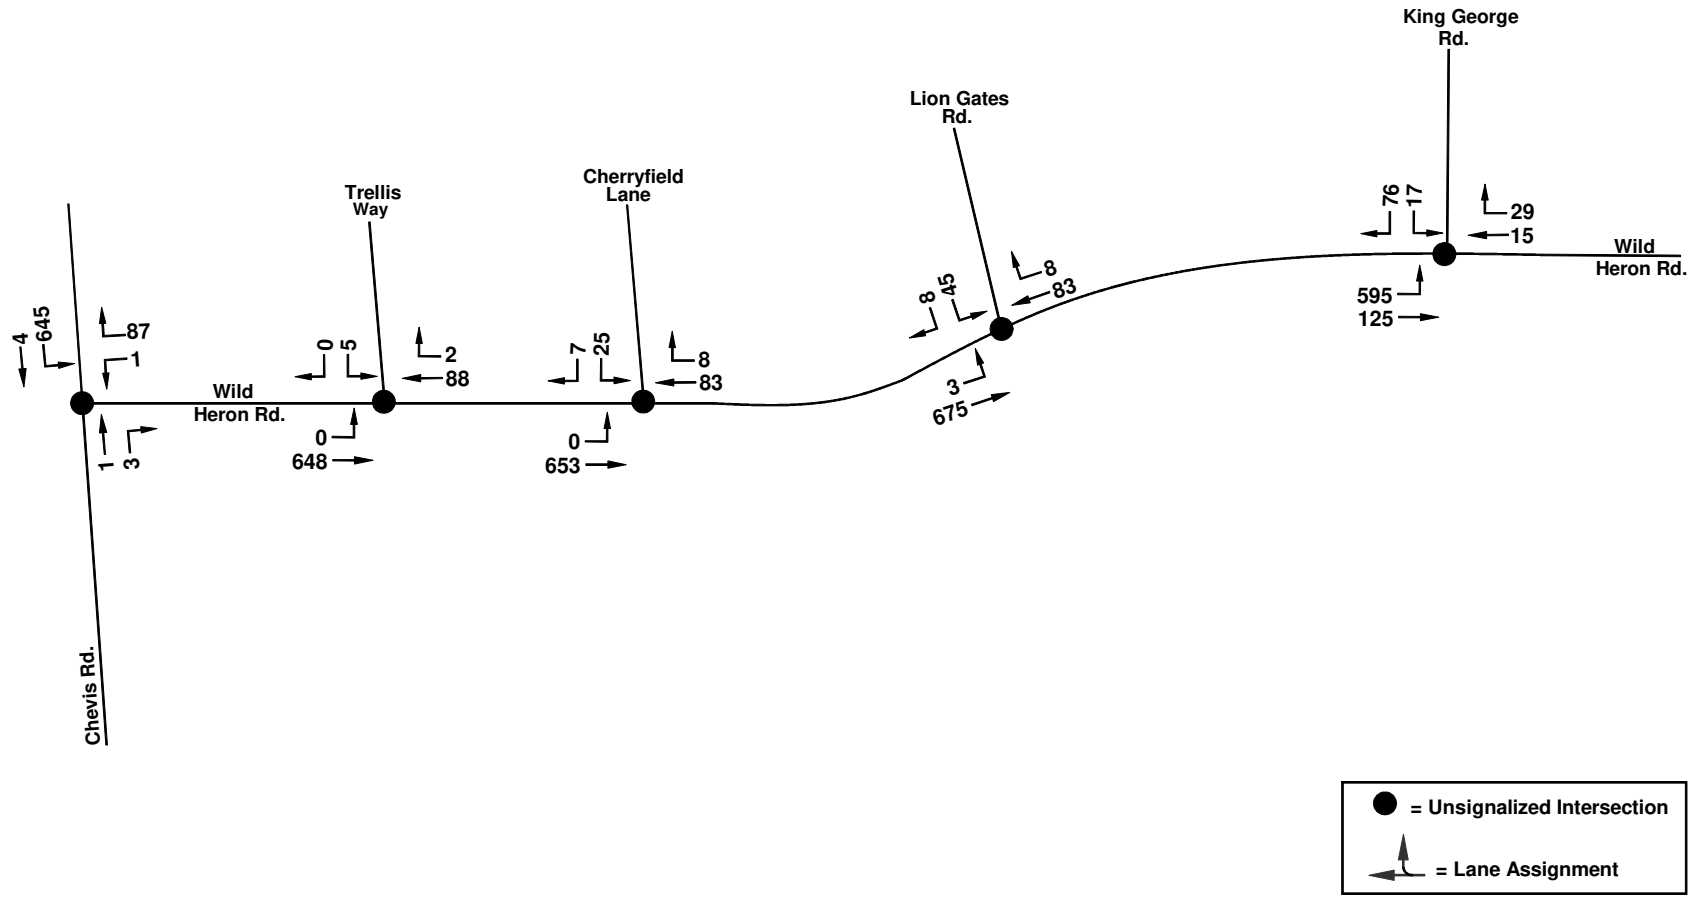 King George
Rd.
Lion Gates
Rd.
Cherryfield
Lane
Trellis
Way
76
17
29
15
Wild
Heron Rd.
595
125
8
45
8
83
3
675
4
645
87
1
1
3
Wild
Heron Rd.
0
5
2
88
0
648
7
25
8
83
0
653
Chevis Rd.
= Unsignalized Intersection
= Lane Assignment